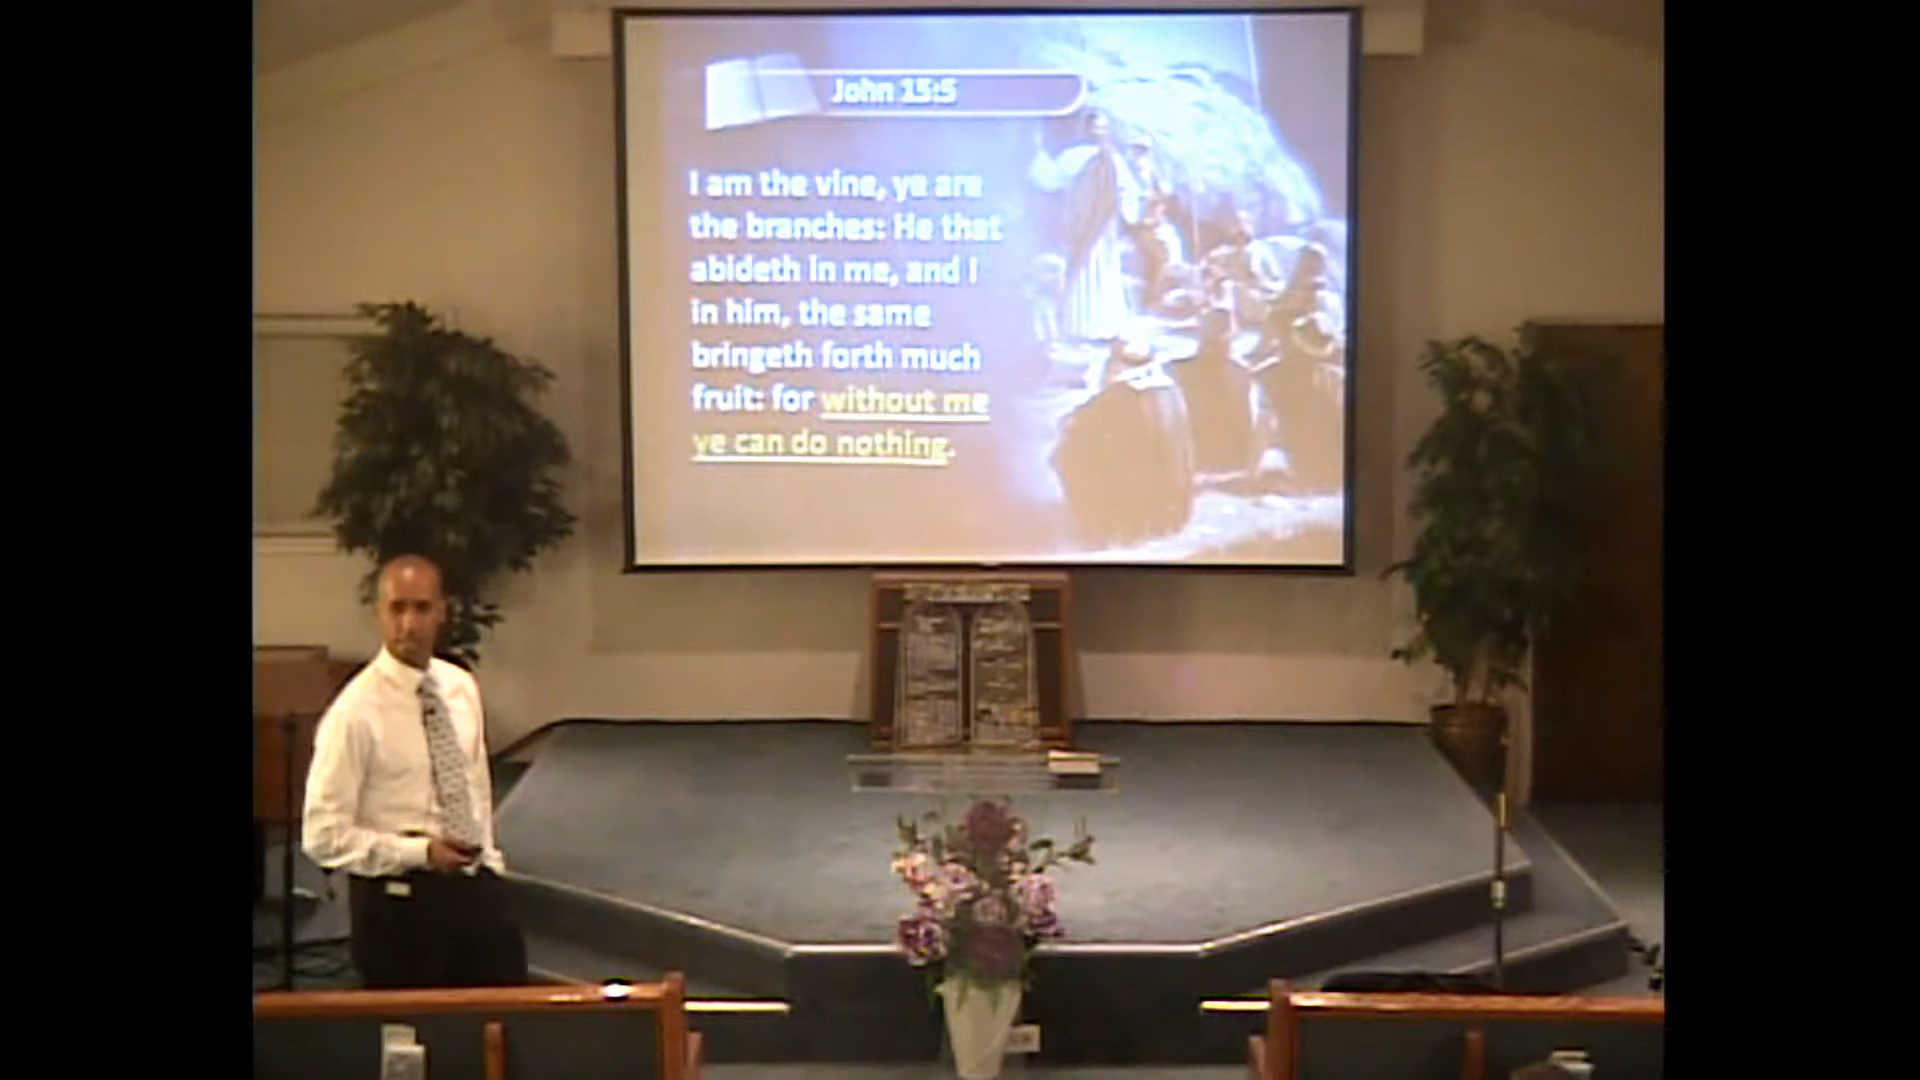 John 15:5
I am the vine, ye are
the branches: He that
abideth in me, and I
in him, the same
bringeth forth much
fruit: for without me
ye can do nothing.